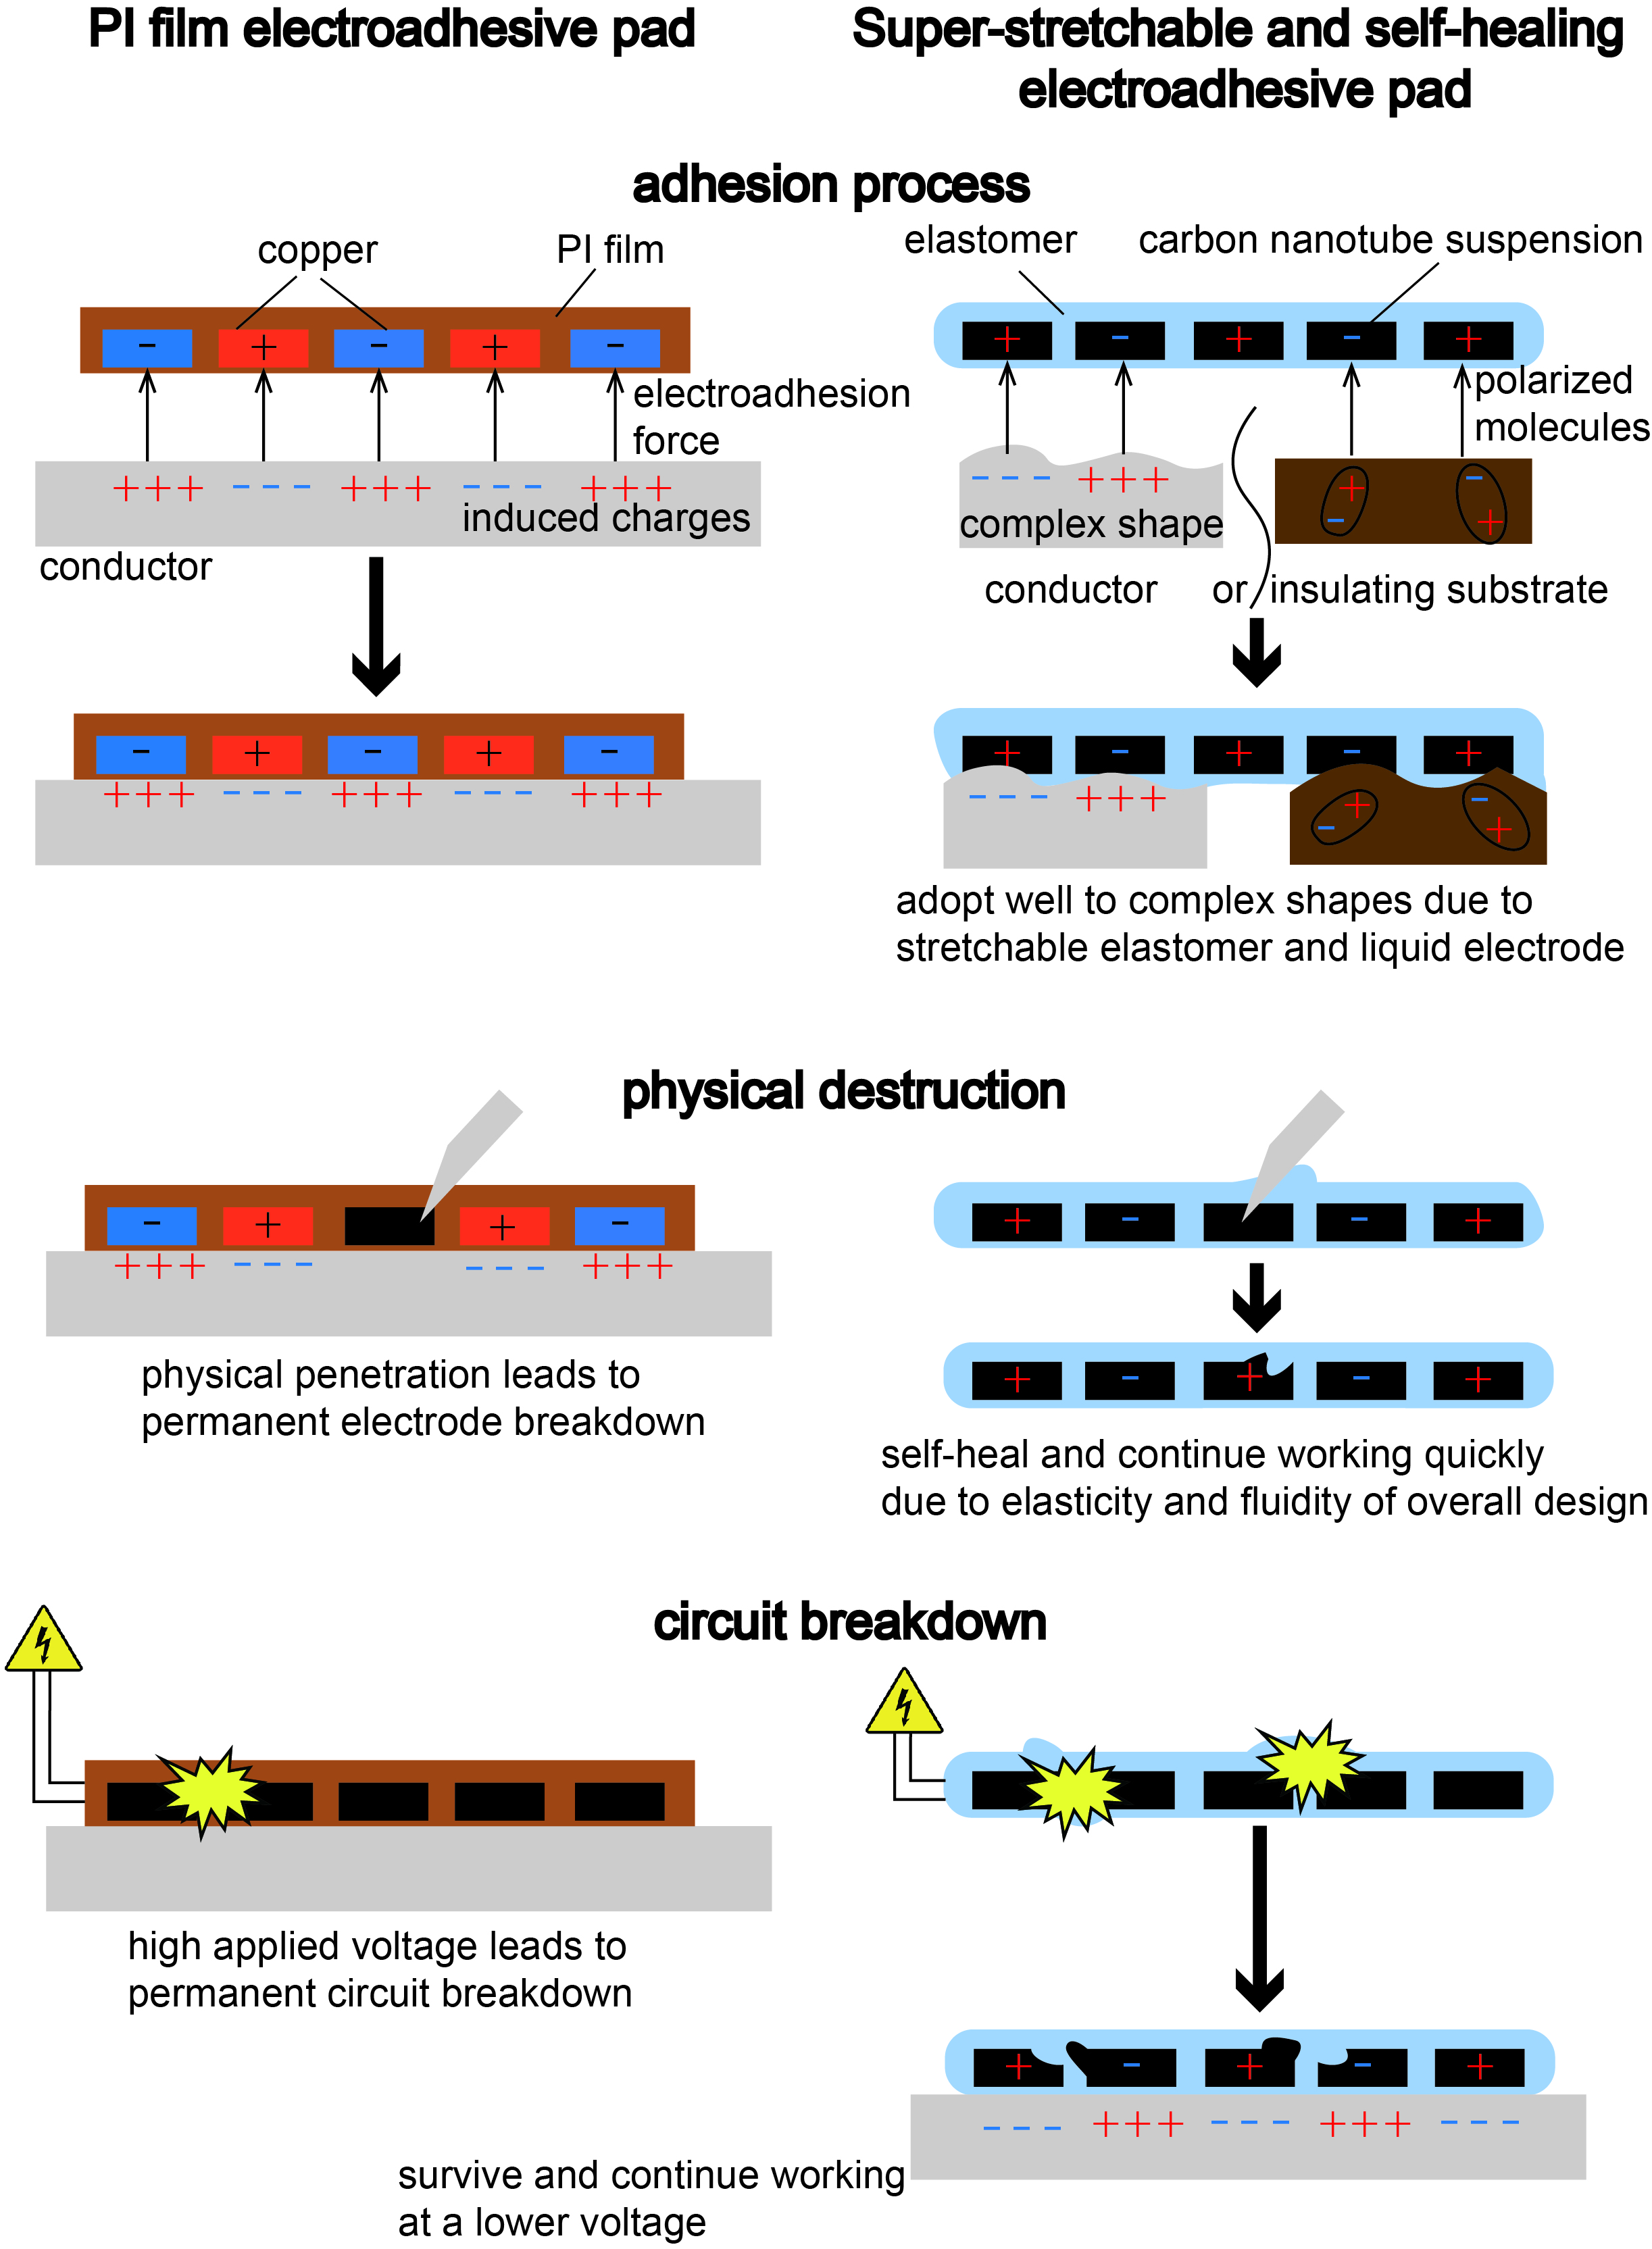 PI film electroadhesive pad
Super-stretchable and self-healing
electroadhesive pad
adhesion process
copper
PI film
- + - + -
electroadhesion
force
+++ --- +++ --- +++
induced charges
conductor
- + - + -
+++ --- +++ --- +++
elastomer
carbon nanotube suspension
+ - + - +
polarized
molecules
--- +++
+ -
- +
complex shape
conductor
or insulating substrate
+ - + - +
--- +++
+ -
- +
adopt well to complex shapes due to
stretchable elastomer and liquid electrode
physical destruction
- + + -
+++ --- --- +++
physical penetration leads to
permanent electrode breakdown
+ - - +
+ - + - +
self-heal and continue working quickly
due to elasticity and fluidity of overall design
circuit breakdown
high applied voltage leads to
permanent circuit breakdown
+ - + - +
--- +++ --- +++ ---
survive and continue working
at a lower voltage